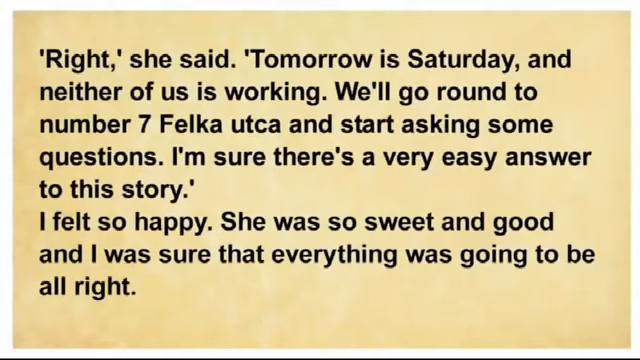 'Right,' she said. 'Tomorrow is Saturday, and
neither of us is working. We'll go round to
number 7 Felka utca and start asking some
questions. I'm sure there's a very easy answer
to this story.'
I felt so happy. She was so sweet and good
and I was sure that everything was going to be
all right.